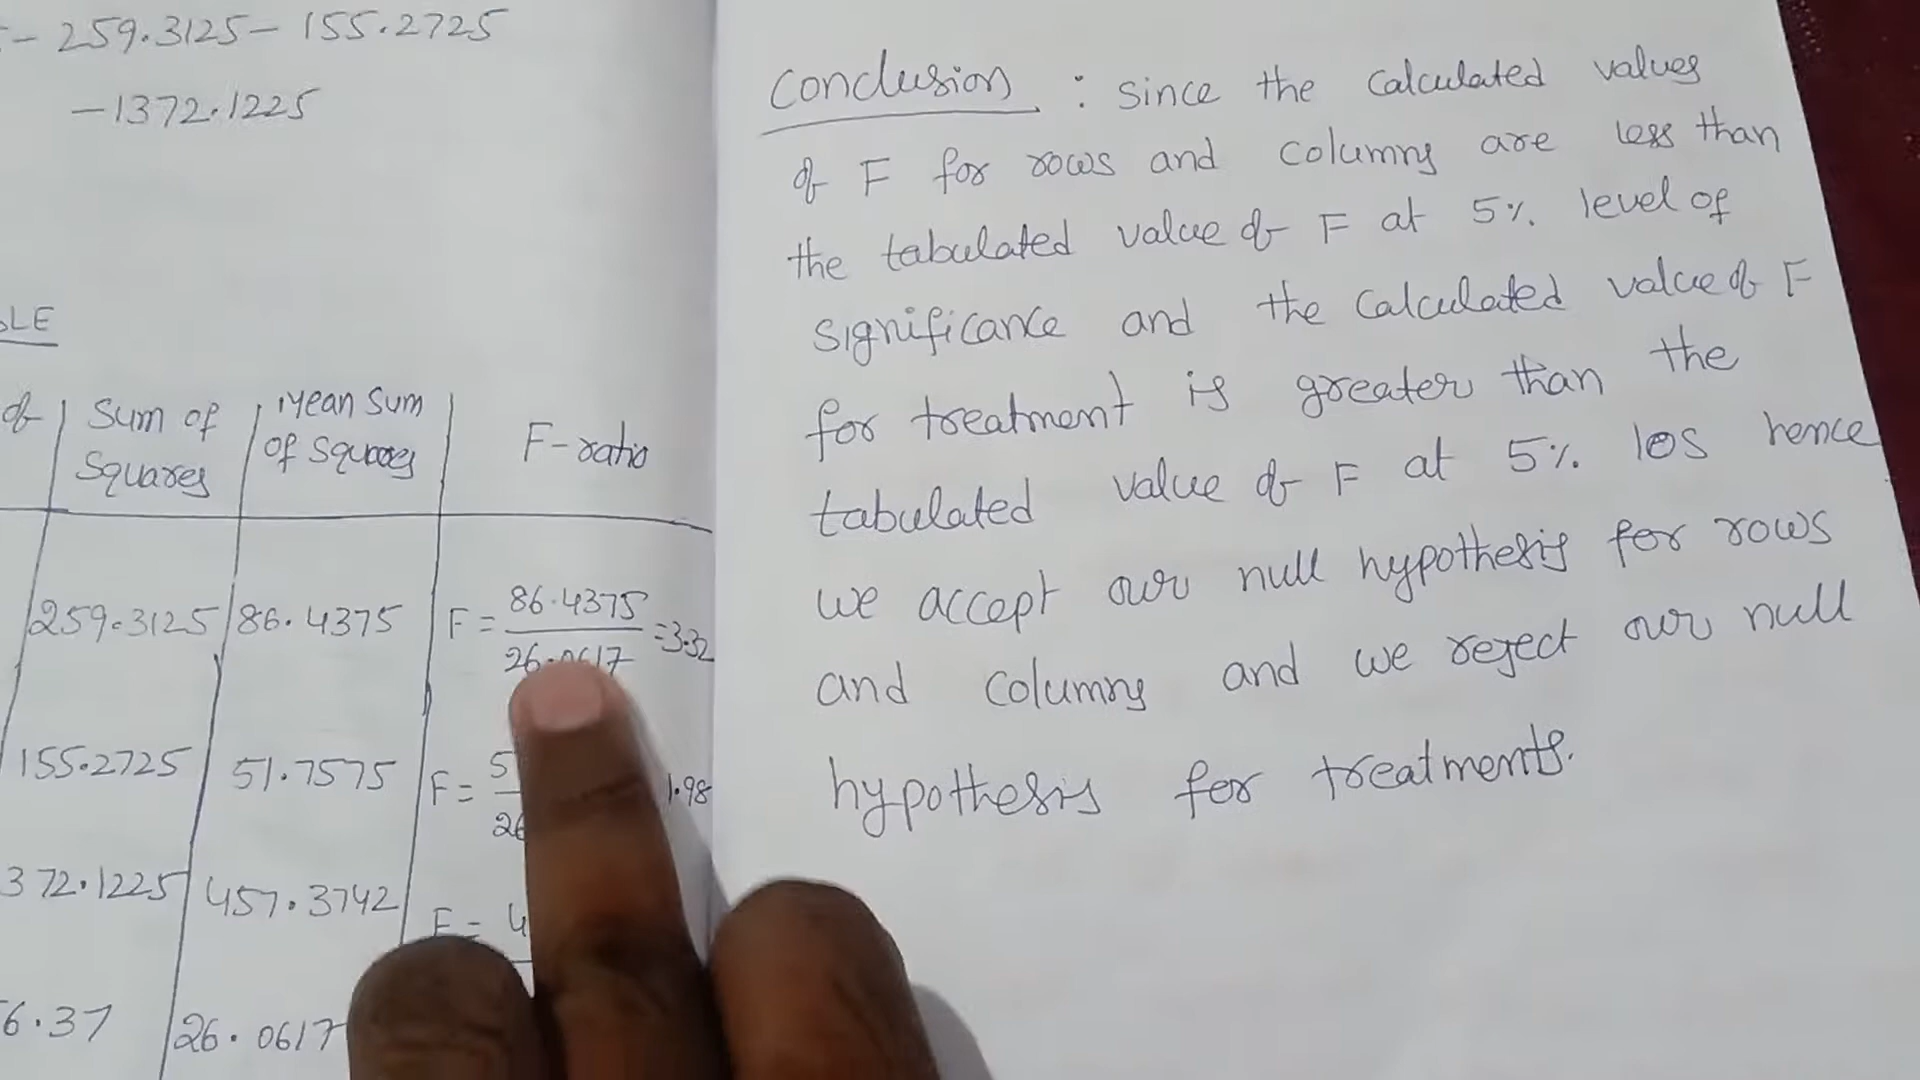 - 259.3125 - 155.2725
- 1372.1225
of | Sum of Squares | Mean Sum of Squares | F-ratio
259.3125 | 86.4375 | F = 86.4375 / 26.0617 = 3.32
155.2725 | 51.7575 | F = 1.98
372.1225 | 457.3742 | F =
6.37 | 26.0617
Conclusion : Since the calculated values
of F for rows and columns are less than
the tabulated value of F at 5% level of
significance and the calculated value of F
for treatment is greater than the
tabulated value of F at 5% los hence
we accept our null hypothesis for rows
and columns and we reject our null
hypothesis for treatments.